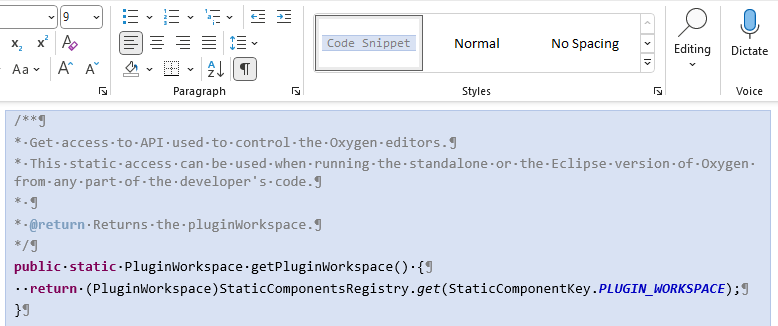 9
x₂ x² A
Aa A A
Code Snippet Normal No Spacing
A Z ¶
Editing Dictate
Paragraph Styles Voice
/**¶
*·Get·access·to·API·used·to·control·the·Oxygen·editors.¶
*·This·static·access·can·be·used·when·running·the·standalone·or·the·Eclipse·version·of·Oxygen·
from·any·part·of·the·developer's·code.¶
*·¶
*·@return·Returns·the·pluginWorkspace.¶
*/¶
public·static·PluginWorkspace·getPluginWorkspace()·{¶
··return·(PluginWorkspace)StaticComponentsRegistry.get(StaticComponentKey.PLUGIN_WORKSPACE);¶
}¶